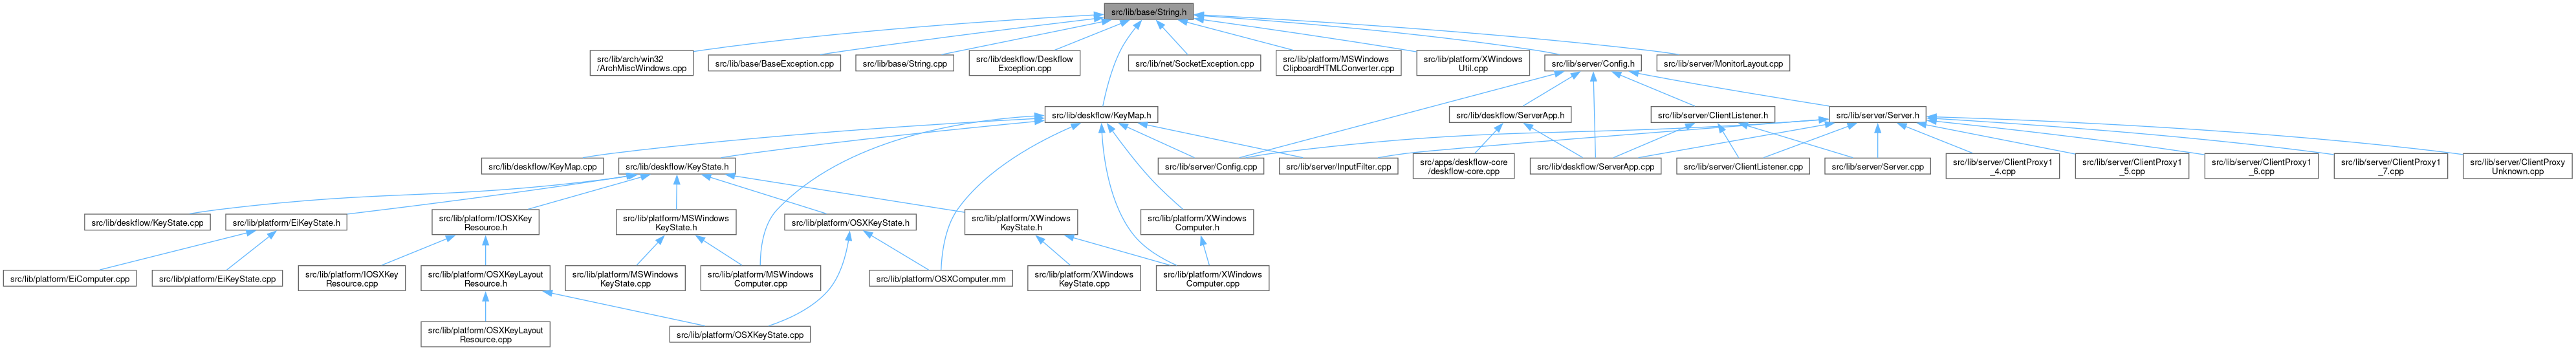 src/lib/base/String.h
src/lib/arch/win32
/ArchMiscWindows.cpp
src/lib/base/BaseException.cpp
src/lib/base/String.cpp
src/lib/deskflow/Deskflow
Exception.cpp
src/lib/net/SocketException.cpp
src/lib/platform/MSWindows
ClipboardHTMLConverter.cpp
src/lib/platform/XWindows
Util.cpp
src/lib/server/Config.h
src/lib/server/MonitorLayout.cpp
src/lib/deskflow/KeyMap.h
src/lib/deskflow/ServerApp.h
src/lib/server/ClientListener.h
src/lib/server/Server.h
src/lib/deskflow/KeyMap.cpp
src/lib/deskflow/KeyState.h
src/lib/server/Config.cpp
src/lib/server/InputFilter.cpp
src/apps/deskflow-core
/deskflow-core.cpp
src/lib/deskflow/ServerApp.cpp
src/lib/server/ClientListener.cpp
src/lib/server/Server.cpp
src/lib/server/ClientProxy1
_4.cpp
src/lib/server/ClientProxy1
_5.cpp
src/lib/server/ClientProxy1
_6.cpp
src/lib/server/ClientProxy1
_7.cpp
src/lib/server/ClientProxy
Unknown.cpp
src/lib/deskflow/KeyState.cpp
src/lib/platform/EiKeyState.h
src/lib/platform/IOSXKey
Resource.h
src/lib/platform/MSWindows
KeyState.h
src/lib/platform/OSXKeyState.h
src/lib/platform/XWindows
KeyState.h
src/lib/platform/XWindows
Computer.h
src/lib/platform/EiComputer.cpp
src/lib/platform/EiKeyState.cpp
src/lib/platform/IOSXKey
Resource.cpp
src/lib/platform/OSXKeyLayout
Resource.h
src/lib/platform/MSWindows
KeyState.cpp
src/lib/platform/MSWindows
Computer.cpp
src/lib/platform/OSXComputer.mm
src/lib/platform/XWindows
KeyState.cpp
src/lib/platform/XWindows
Computer.cpp
src/lib/platform/OSXKeyLayout
Resource.cpp
src/lib/platform/OSXKeyState.cpp